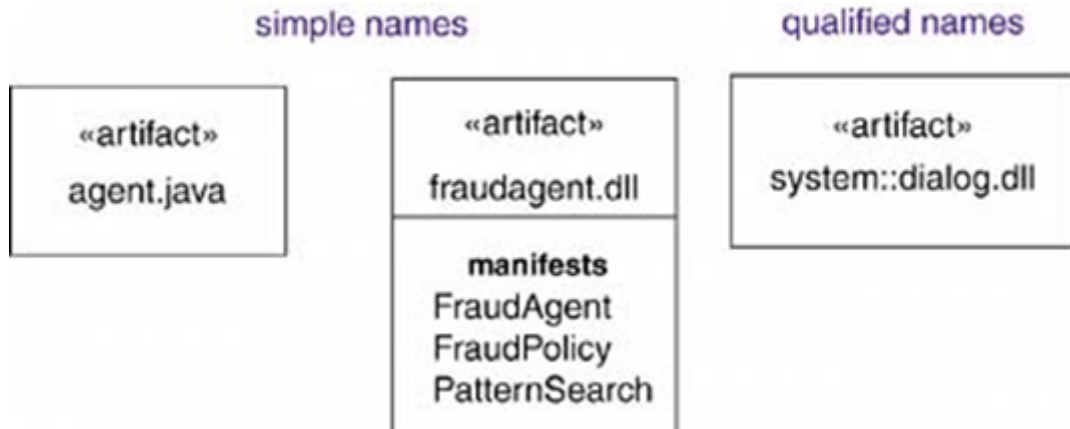 simple names
qualified names
«artifact»
agent.java
«artifact»
fraudagent.dll
manifests
FraudAgent
FraudPolicy
PatternSearch
«artifact»
system::dialog.dll